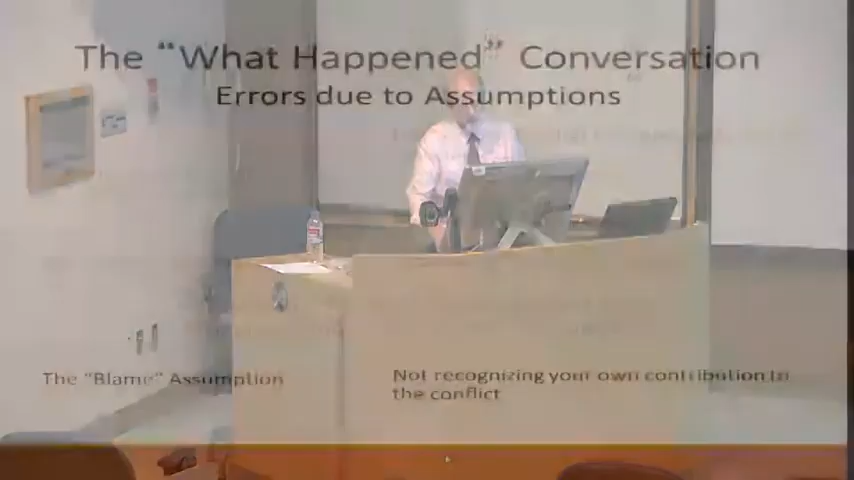 The "What Happened" Conversation
Errors due to Assumptions
The "Blame" Assumption
Not recognizing your own contribution to
the conflict